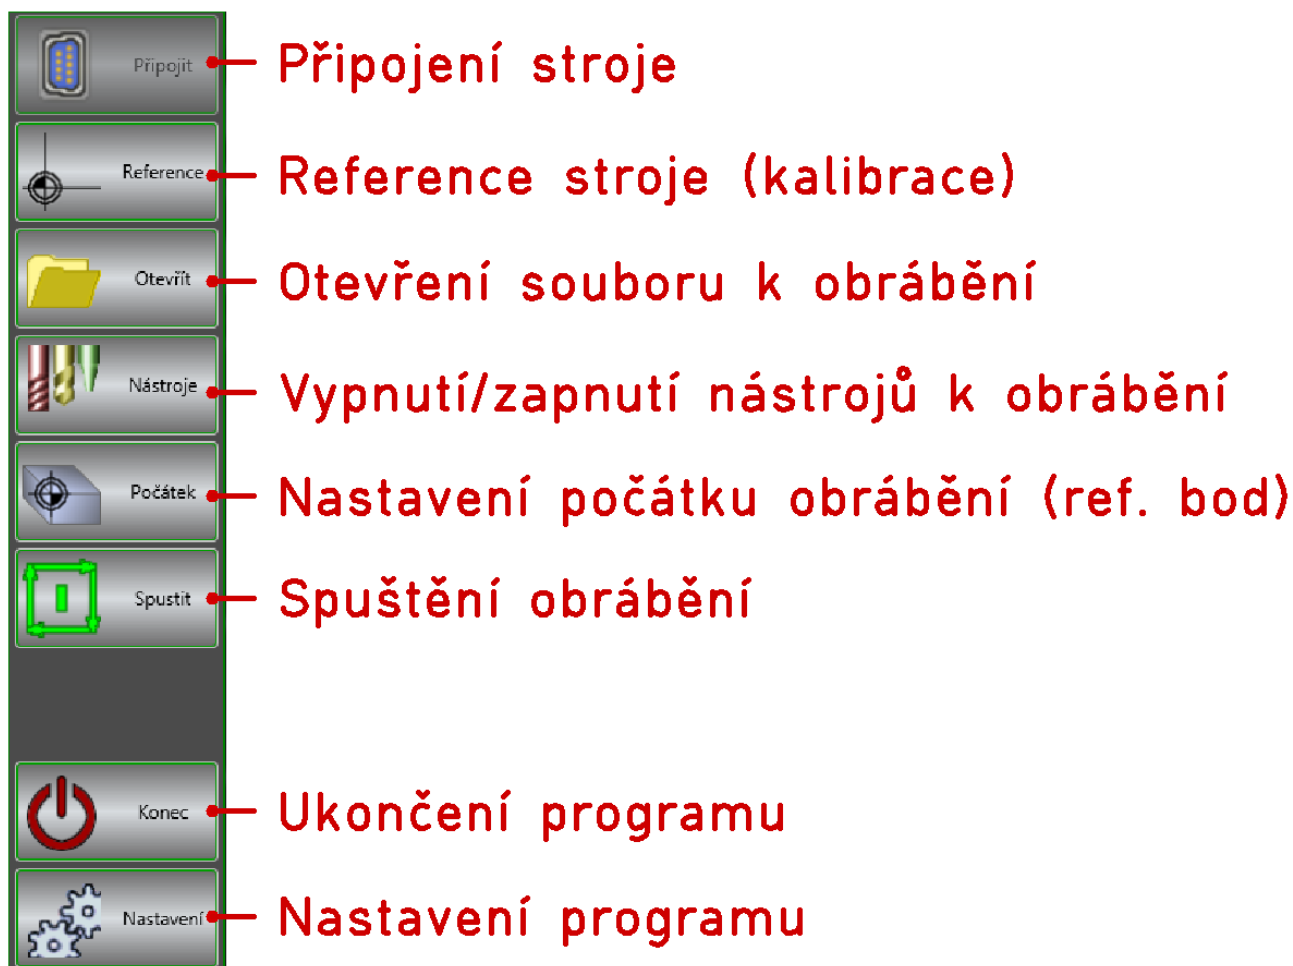 Připojit Připojení stroje
Reference Reference stroje (kalibrace)
Otevřít Otevření souboru k obrábění
Nástroje Vypnutí/zapnutí nástrojů k obrábění
Počátek Nastavení počátku obrábění (ref. bod)
Spustit Spuštění obrábění
Konec Ukončení programu
Nastavení Nastavení programu